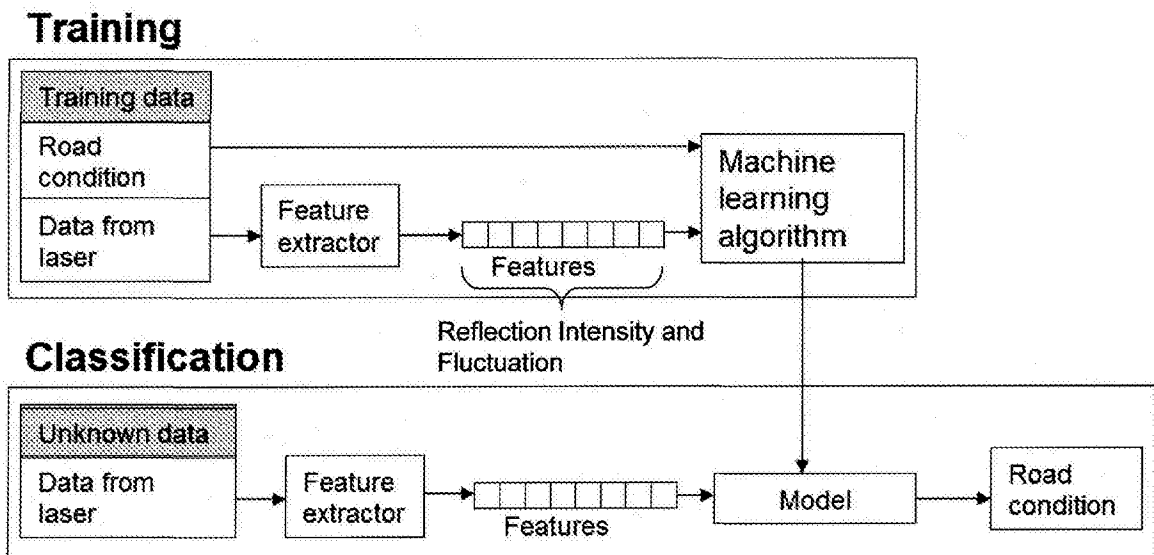 Training
Training data
Road
condition
Data from
laser
Feature
extractor
Features
Machine
learning
algorithm
Reflection Intensity and
Fluctuation
Classification
Unknown data
Data from
laser
Feature
extractor
Features
Model
Road
condition